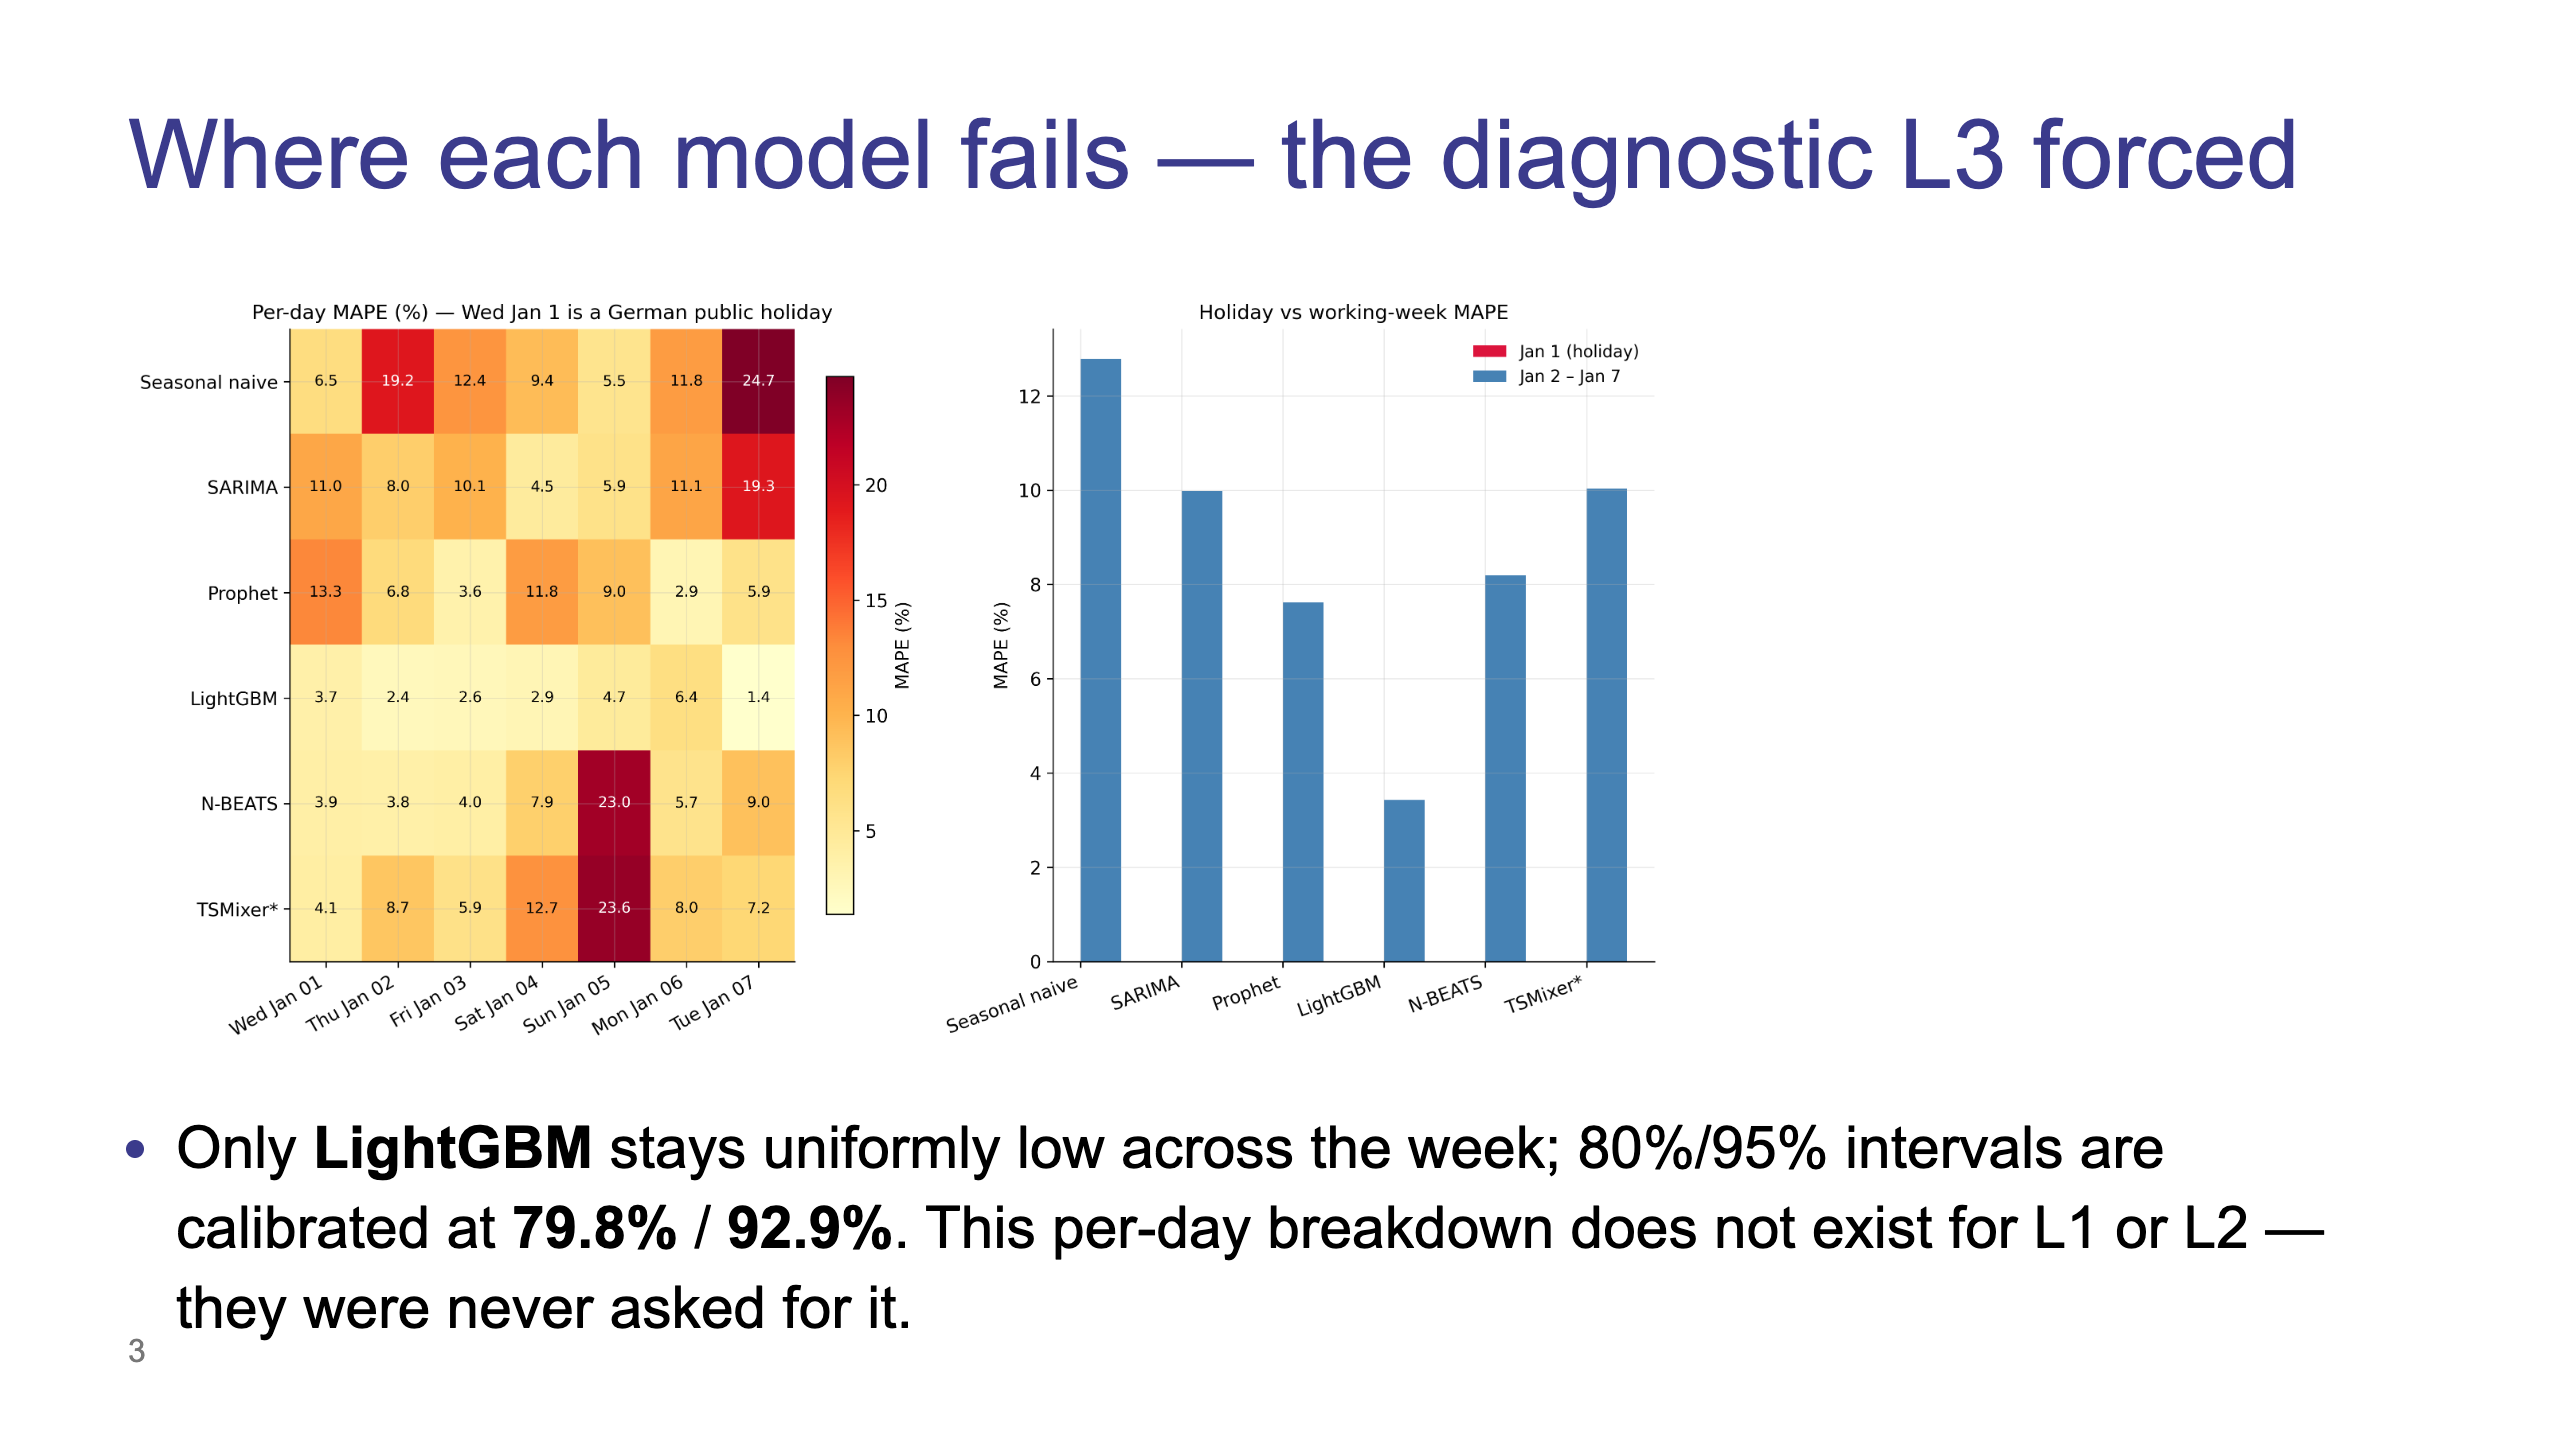 Where each model fails — the diagnostic L3 forced
Per-day MAPE (%) — Wed Jan 1 is a German public holiday
Seasonal naive 6.5 19.2 12.4 9.4 5.5 11.8 24.7
SARIMA 11.0 8.0 10.1 4.5 5.9 11.1 19.3
Prophet 13.3 6.8 3.6 11.8 9.0 2.9 5.9
LightGBM 3.7 2.4 2.6 2.9 4.7 6.4 1.4
N-BEATS 3.9 3.8 4.0 7.9 23.0 5.7 9.0
TSMixer* 4.1 8.7 5.9 12.7 23.6 8.0 7.2
Wed Jan 01 Thu Jan 02 Fri Jan 03 Sat Jan 04 Sun Jan 05 Mon Jan 06 Tue Jan 07
20
15
10
5
MAPE (%)
Holiday vs working-week MAPE
Jan 1 (holiday)
Jan 2 – Jan 7
MAPE (%)
12
10
8
6
4
2
0
Seasonal naive SARIMA Prophet LightGBM N-BEATS TSMixer*
• Only LightGBM stays uniformly low across the week; 80%/95% intervals are
calibrated at 79.8% / 92.9%. This per-day breakdown does not exist for L1 or L2 —
they were never asked for it.
3